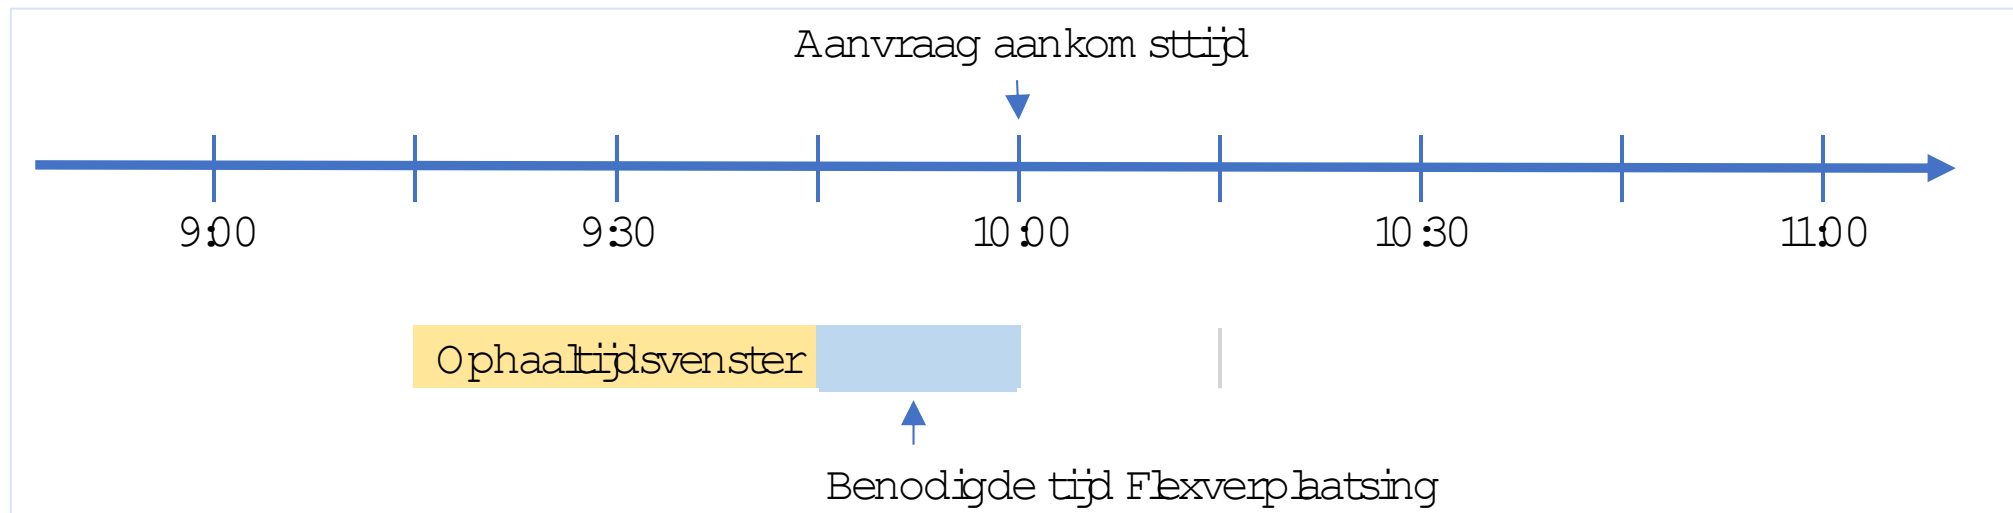 Aanvraag aankomsttijd
9:00 9:30 10:00 10:30 11:00
Ophaaltijdsvenster
Benodigde tijd Flexverplaatsing